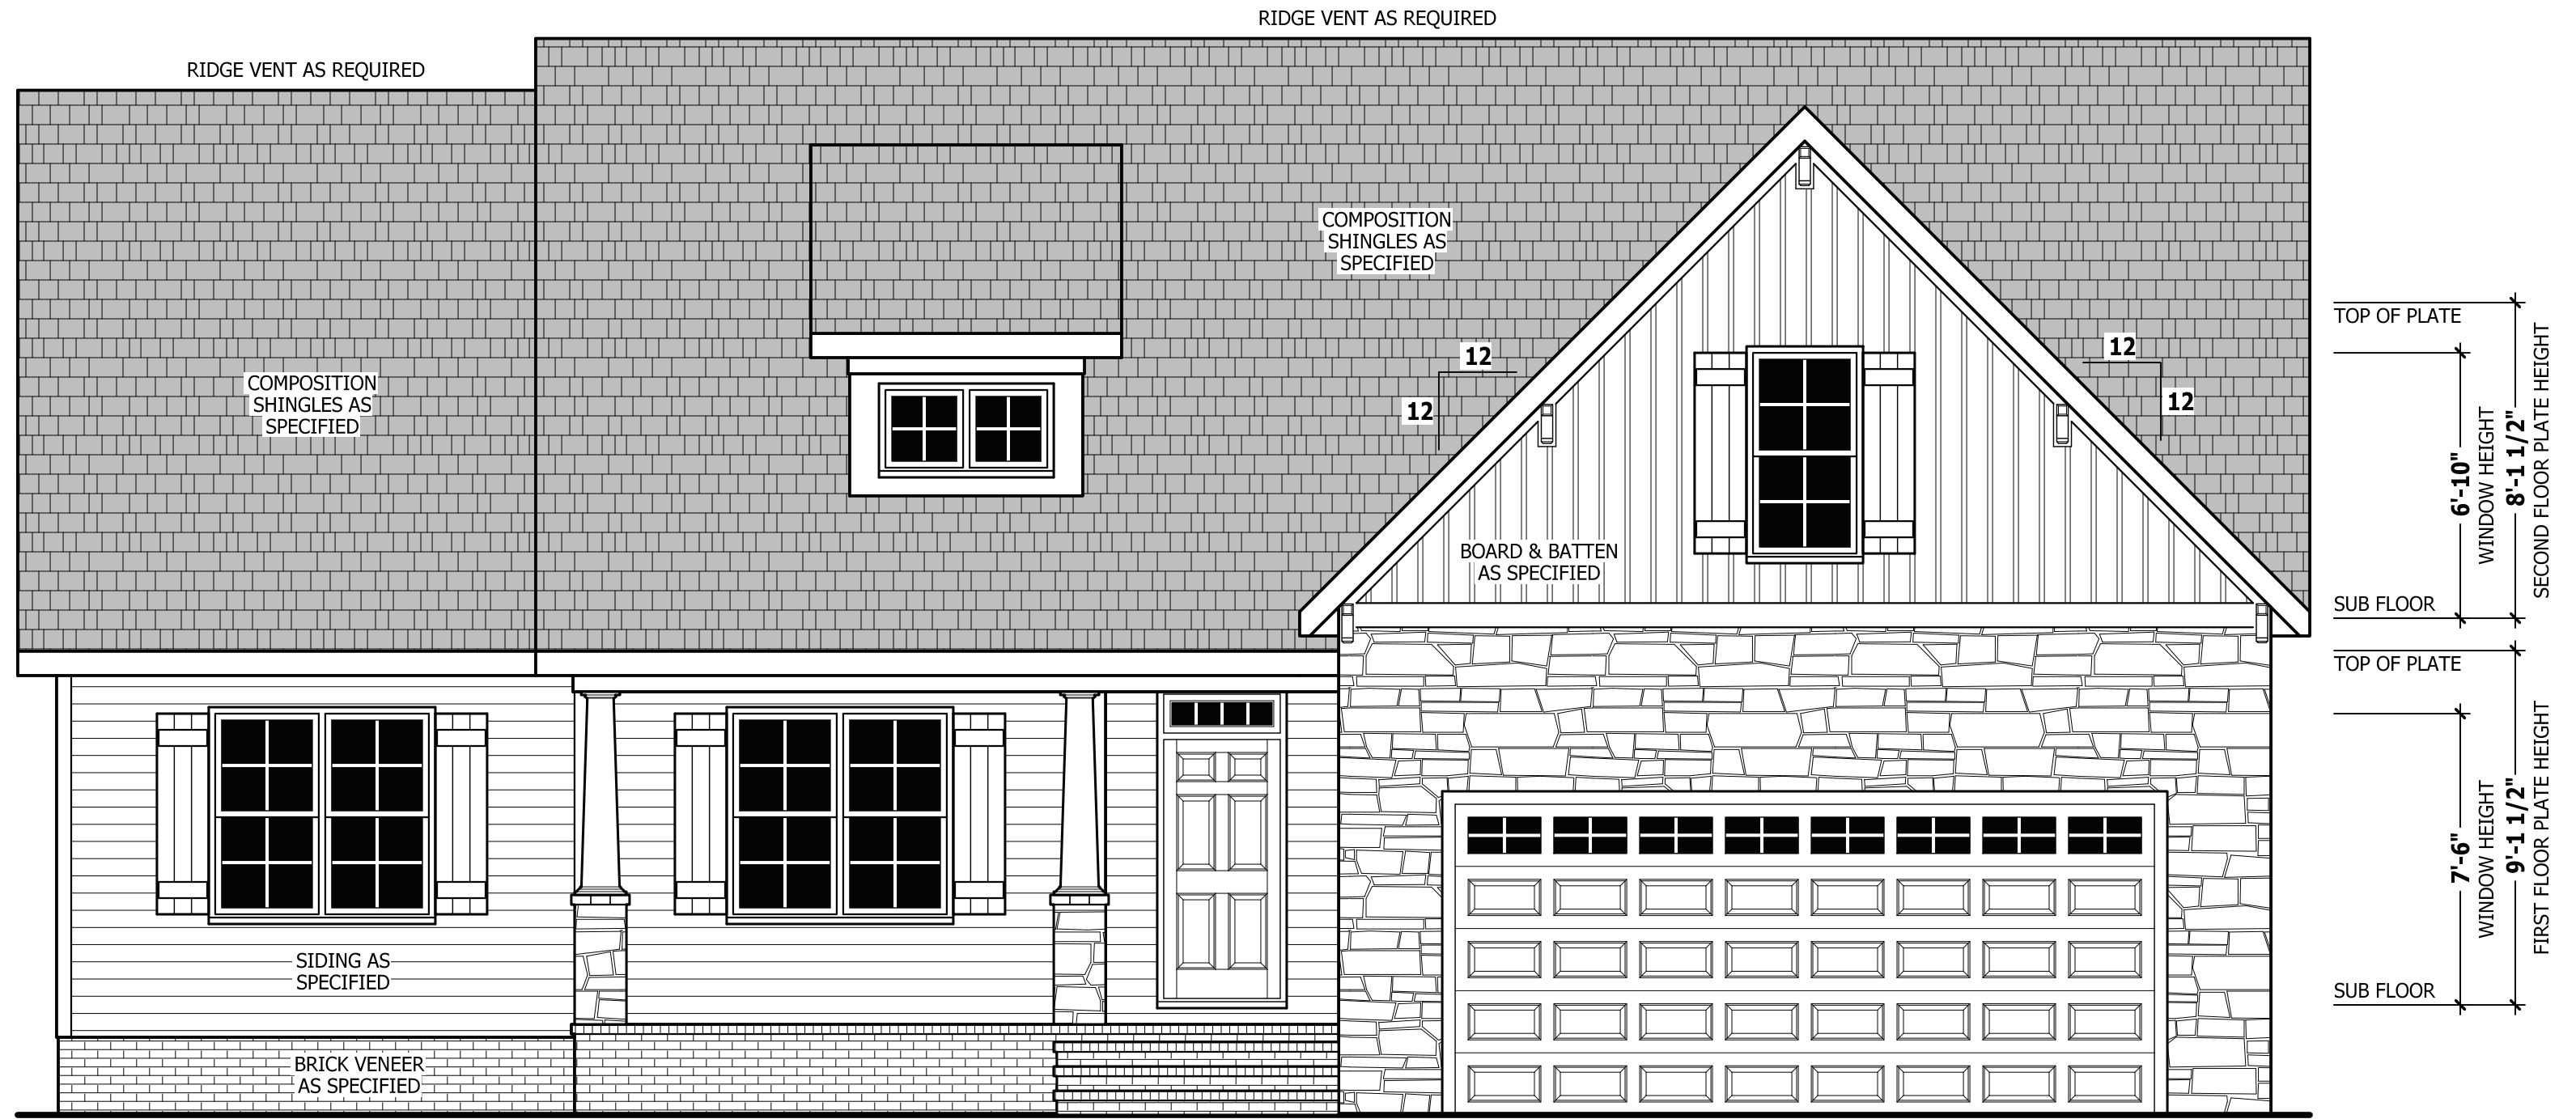 RIDGE VENT AS REQUIRED
RIDGE VENT AS REQUIRED
COMPOSITION
SHINGLES AS
SPECIFIED
COMPOSITION
SHINGLES AS
SPECIFIED
12
12
12
12
BOARD & BATTEN
AS SPECIFIED
SIDING AS
SPECIFIED
BRICK VENEER
AS SPECIFIED
TOP OF PLATE
6'-10"
WINDOW HEIGHT
8'-1 1/2"
SECOND FLOOR PLATE HEIGHT
SUB FLOOR
TOP OF PLATE
7'-6"
WINDOW HEIGHT
9'-1 1/2"
FIRST FLOOR PLATE HEIGHT
SUB FLOOR